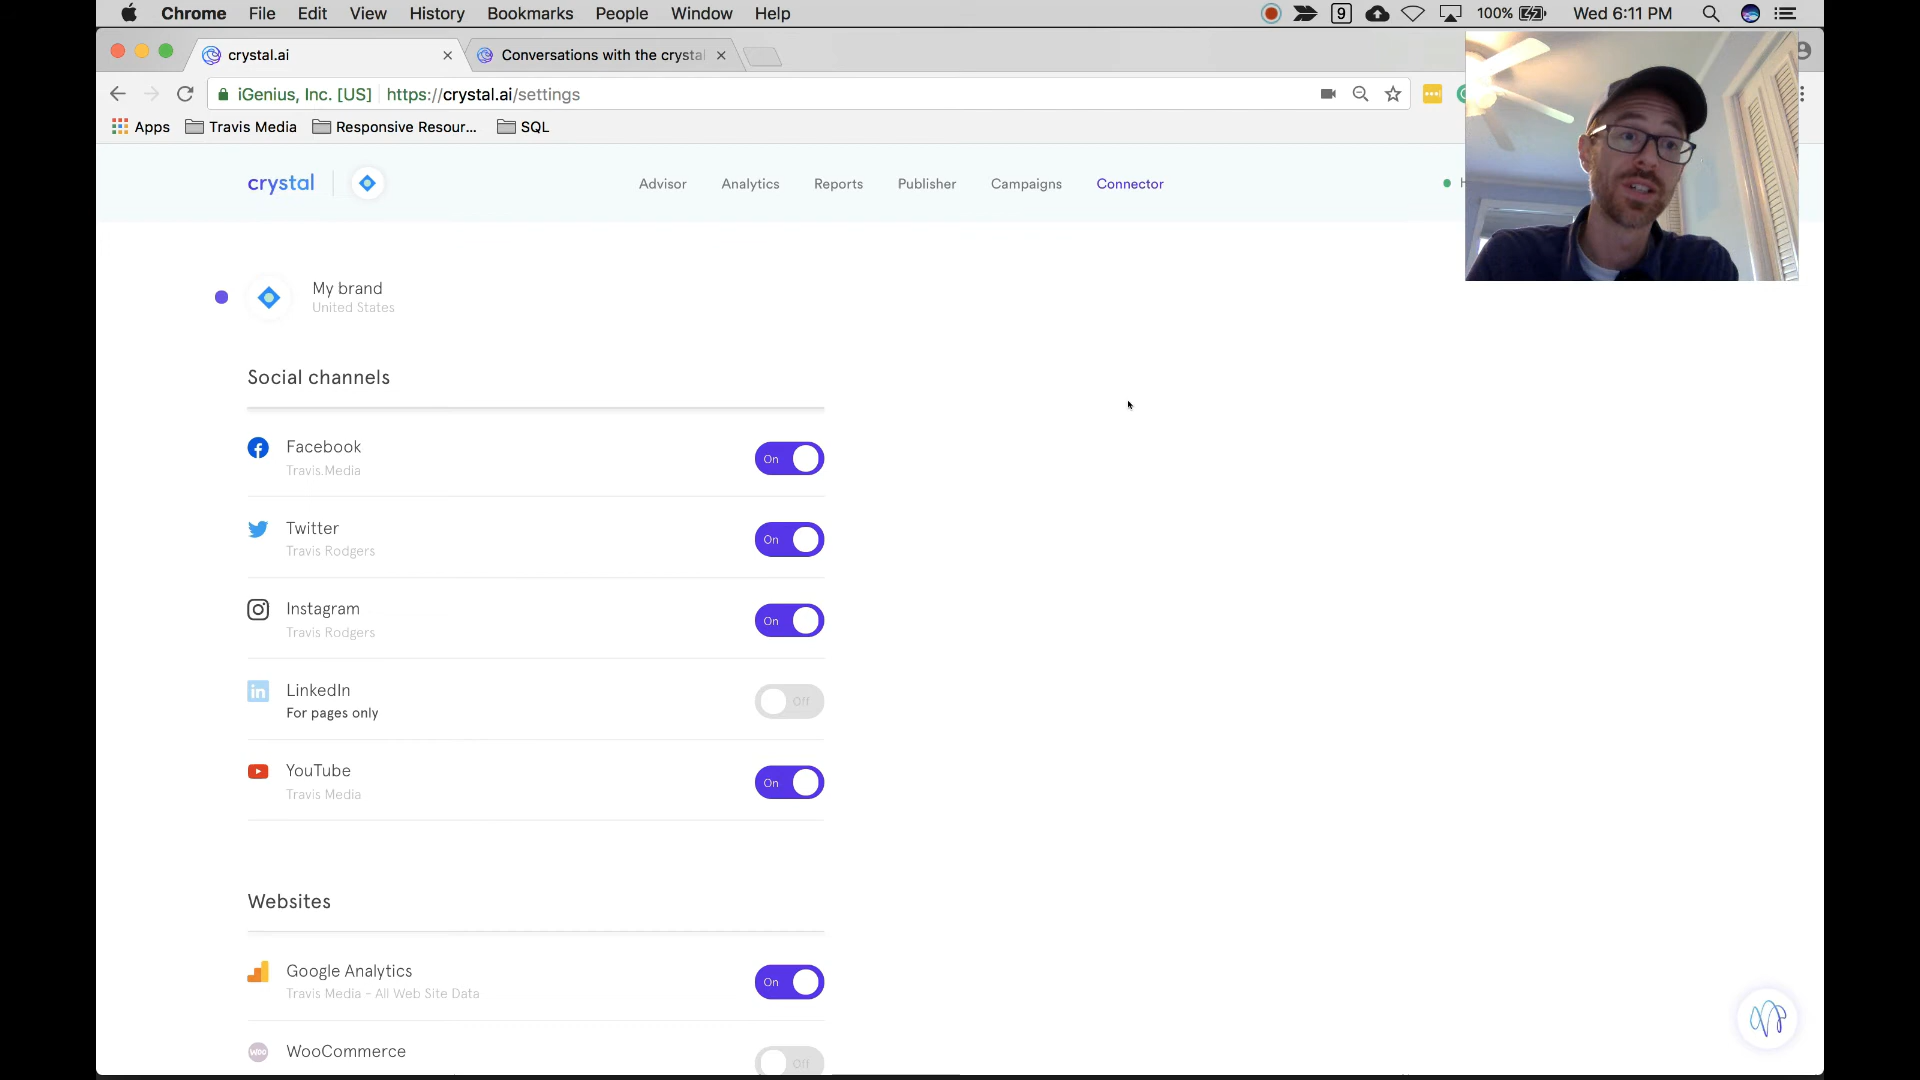 Chrome File Edit View History Bookmarks People Window Help 9 100% Wed 6:11 PM
crystal.ai Conversations with the crysta
iGenius, Inc. [US] https://crystal.ai/settings
Apps Travis Media Responsive Resour... SQL
crystal Advisor Analytics Reports Publisher Campaigns Connector
My brand
United States
Social channels
Facebook
Travis.Media
On
Twitter
Travis Rodgers
On
Instagram
Travis Rodgers
On
LinkedIn
For pages only
Off
YouTube
Travis Media
On
Websites
Google Analytics
Travis Media - All Web Site Data
On
WooCommerce
Off